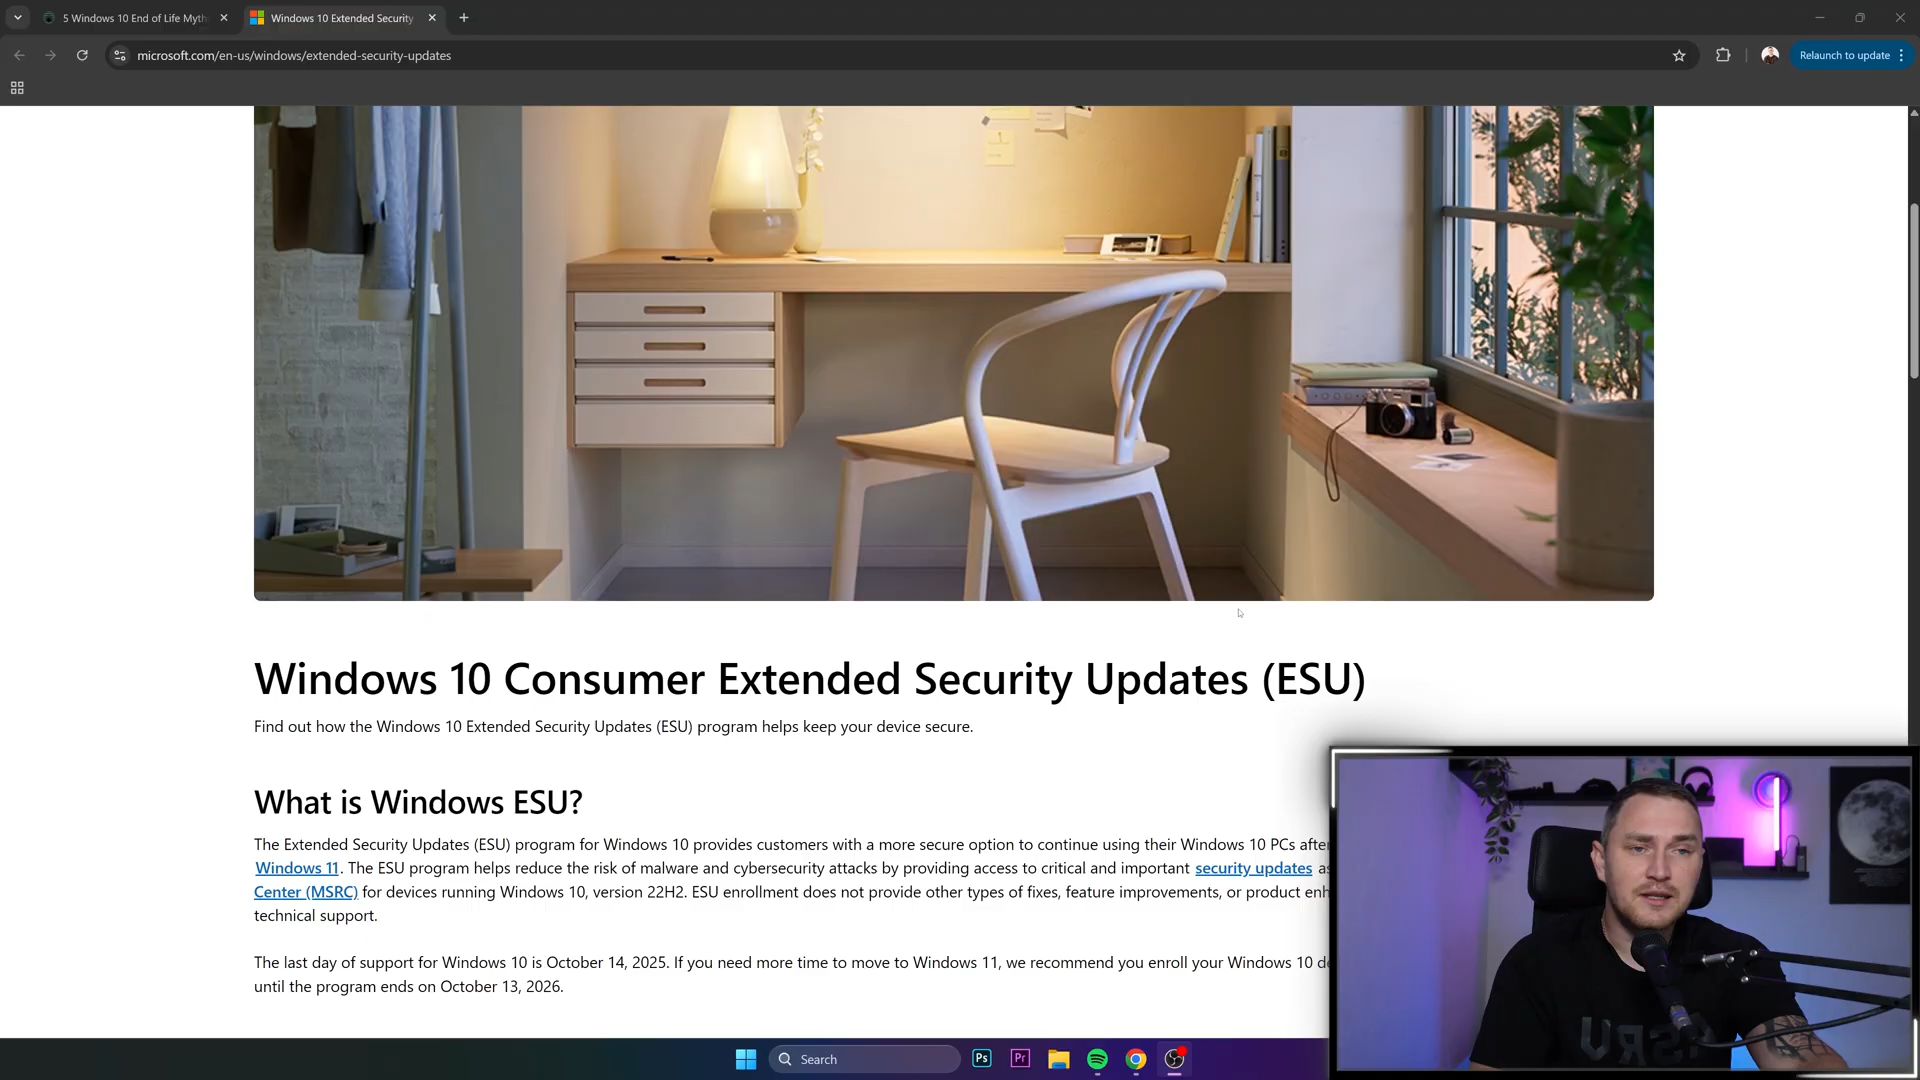 5 Windows 10 End of Life Myth
Windows 10 Extended Security
microsoft.com/en-us/windows/extended-security-updates
Relaunch to update
Windows 10 Consumer Extended Security Updates (ESU)
Find out how the Windows 10 Extended Security Updates (ESU) program helps keep your device secure.
What is Windows ESU?
The Extended Security Updates (ESU) program for Windows 10 provides customers with a more secure option to continue using their Windows 10 PCs after
Windows 11. The ESU program helps reduce the risk of malware and cybersecurity attacks by providing access to critical and important security updates as
Center (MSRC) for devices running Windows 10, version 22H2. ESU enrollment does not provide other types of fixes, feature improvements, or product enh
technical support.
The last day of support for Windows 10 is October 14, 2025. If you need more time to move to Windows 11, we recommend you enroll your Windows 10 de
until the program ends on October 13, 2026.
Search
Ps
Pr